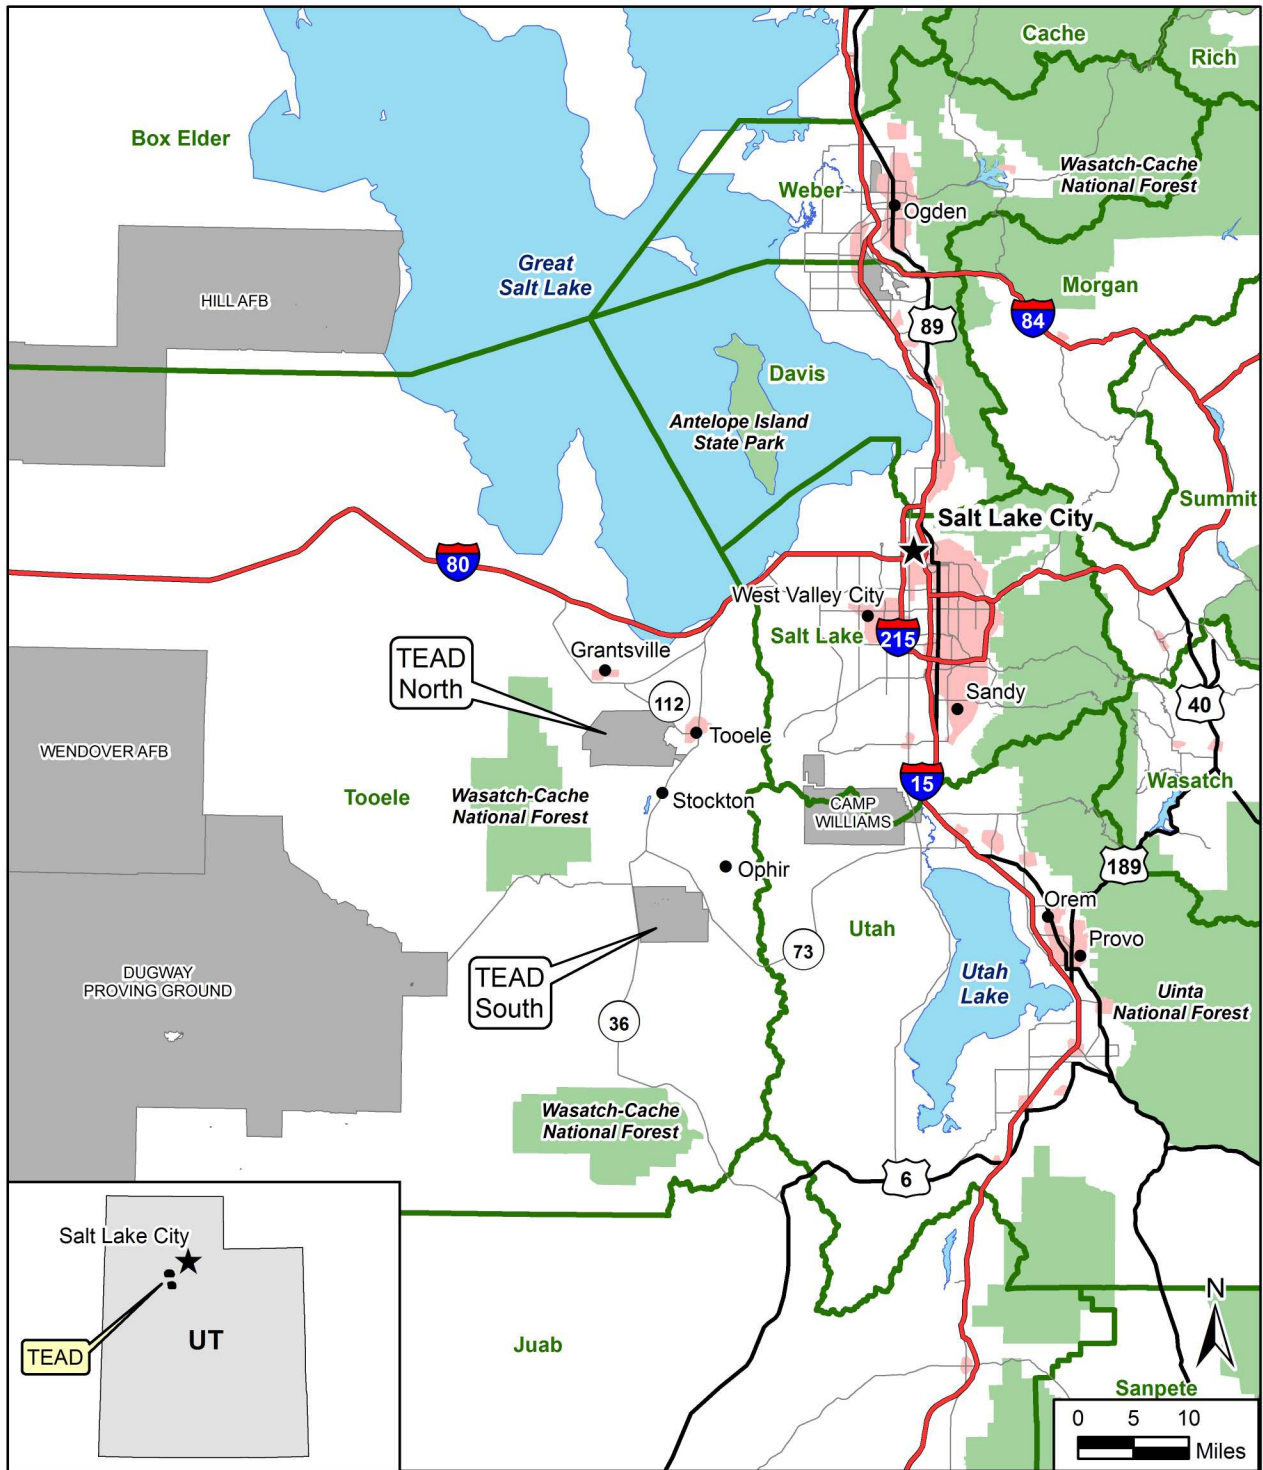 Cache
Rich
Box Elder
Wasatch-Cache
National Forest
Weber
Ogden
Great
Salt Lake
Morgan
HILL AFB
89
84
Davis
Antelope Island
State Park
Summit
Salt Lake City
80
West Valley City
Salt Lake
215
TEAD
North
Grantsville
112
Sandy
40
Tooele
WENDOVER AFB
15
Wasatch
Tooele
Wasatch-Cache
National Forest
Stockton
CAMP
WILLIAMS
189
Ophir
Orem
Utah
Provo
73
DUGWAY
PROVING GROUND
TEAD
South
Utah
Lake
Uinta
National Forest
36
Wasatch-Cache
National Forest
6
Salt Lake City
TEAD
UT
Juab
N
Sanpete
0 5 10
Miles